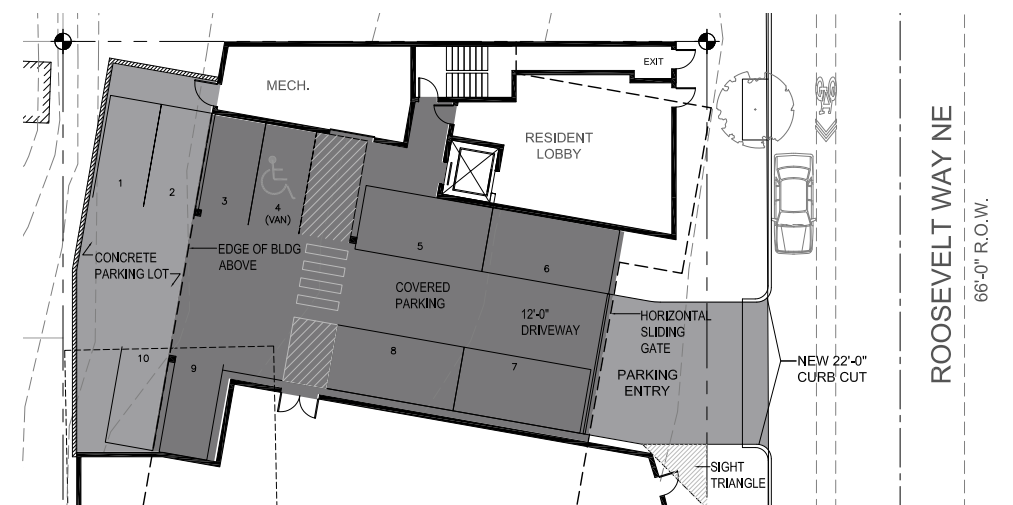 EXIT
MECH.
RESIDENT
LOBBY
1
2
3
4
(VAN)
5
6
EDGE OF BLDG
ABOVE
CONCRETE
PARKING LOT
COVERED
PARKING
12'-0"
DRIVEWAY
HORIZONTAL
SLIDING
GATE
PARKING
ENTRY
NEW 22'-0"
CURB CUT
10
9
8
7
SIGHT
TRIANGLE
ROOSEVELT WAY NE
66'-0" R.O.W.